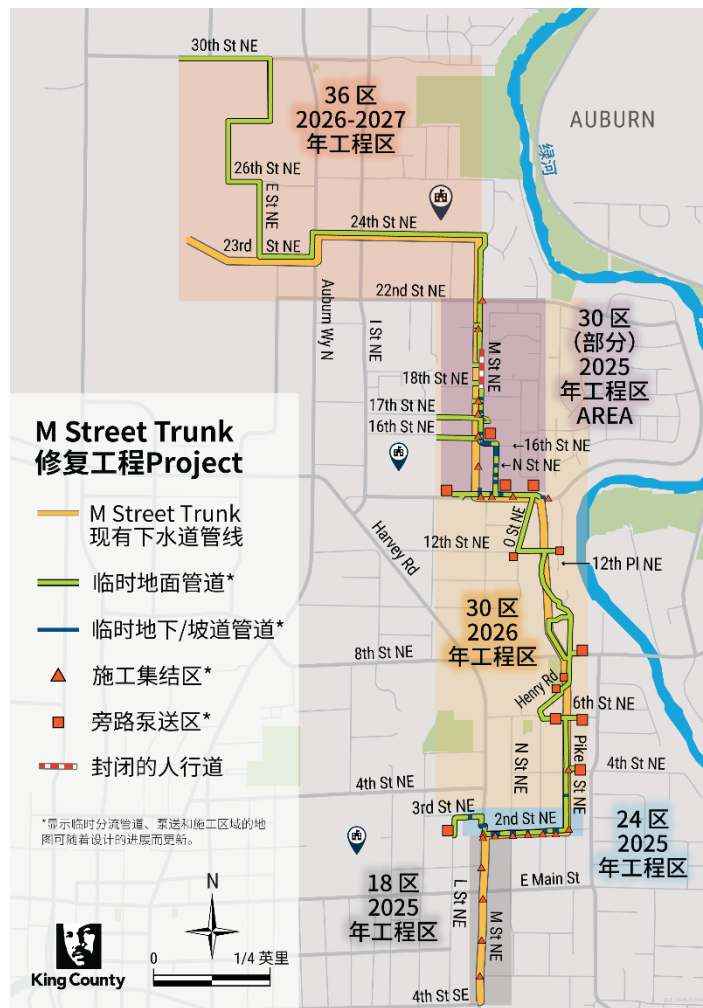 30th St NE
36 区
2026-2027
年工程区
AUBURN
绿河
26th St NE
E St NE
24th St NE
23rd St NE
22nd St NE
Auburn Wy N
I St NE
M St NE
30 区
（部分）
2025
年工程区
AREA
18th St NE
17th St NE
16th St NE
←16th St NE
←N St NE
M Street Trunk
修复工程Project
M Street Trunk
现有下水道管线
临时地面管道*
临时地下/坡道管道*
施工集结区*
旁路泵送区*
封闭的人行道
*显示临时分流管道、泵送和施工区域的地
图可随着设计的进展而更新。
Harvey Rd
O St NE
12th St NE
←12th Pl NE
30 区
2026
年工程区
8th St NE
Henry Rd
6th St NE
N St NE
Pike St NE
4th St NE
4th St NE
3rd St NE
2nd St NE
24 区
2025
年工程区
18 区
2025
年工程区
E Main St
L St NE
M St NE
4th St SE
N
0 1/4 英里
King County